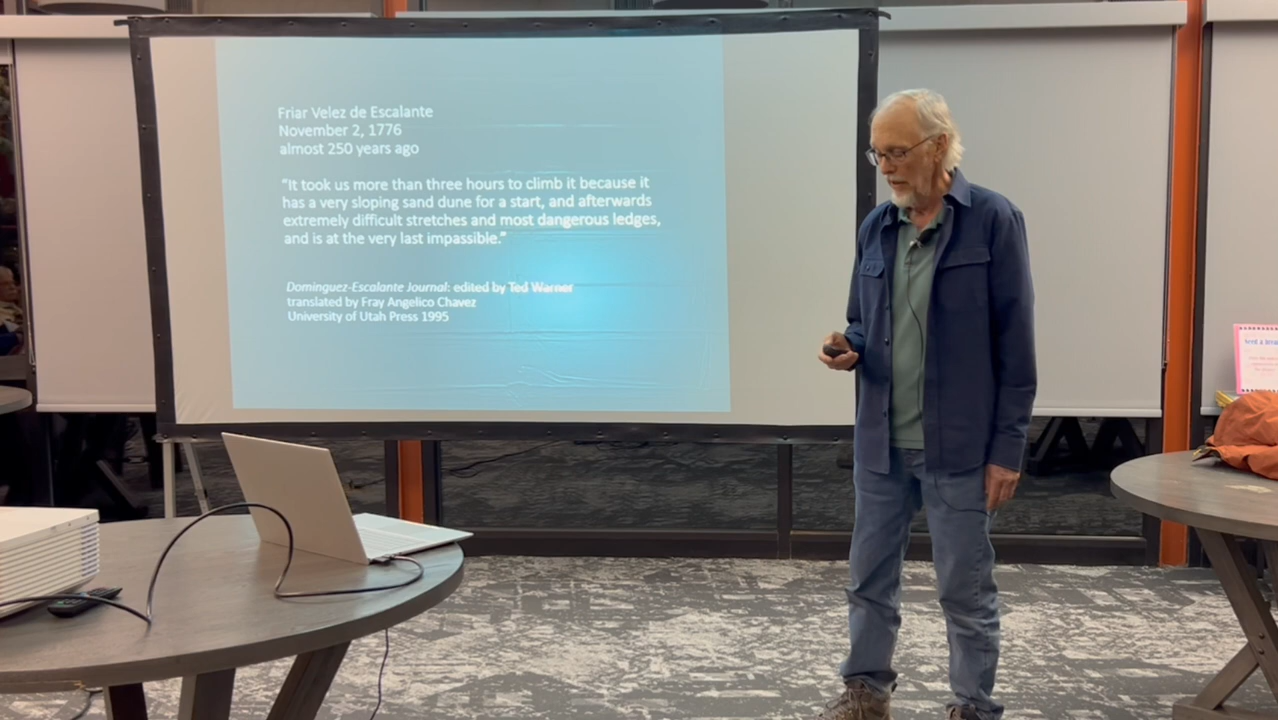 Friar Velez de Escalante
November 2, 1776
almost 250 years ago
“It took us more than three hours to climb it because it
has a very sloping sand dune for a start, and afterwards
extremely difficult stretches and most dangerous ledges,
and is at the very last impassible.”
Dominguez-Escalante Journal: edited by Ted Warner
translated by Fray Angelico Chavez
University of Utah Press 1995